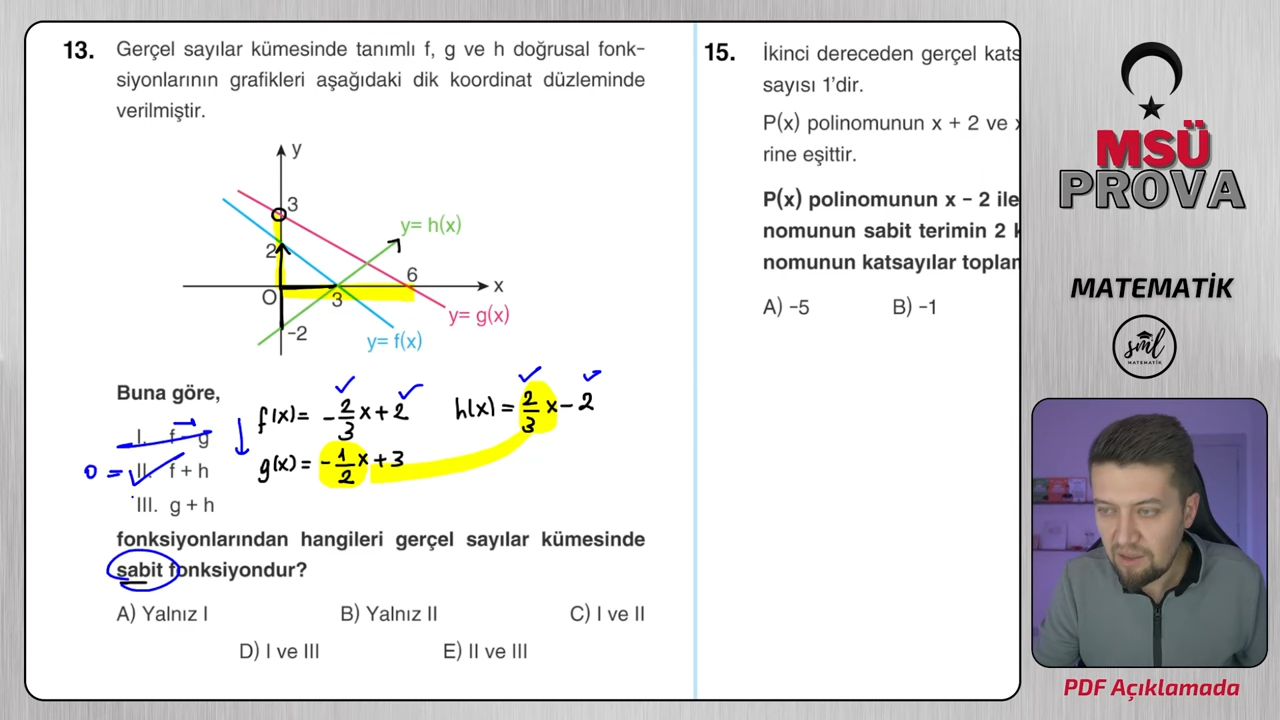 13. Gerçel sayılar kümesinde tanımlı f, g ve h doğrusal fonk-
siyonlarının grafikleri aşağıdaki dik koordinat düzleminde
verilmiştir.
y
3
y= h(x)
2
6
x
O
3
y= g(x)
-2
y= f(x)
Buna göre,
f(x) = -2/3 x + 2
h(x) = 2/3 x - 2
I. f - g
g(x) = -1/2 x + 3
0 = II. f + h
III. g + h
fonksiyonlarından hangileri gerçel sayılar kümesinde
sabit fonksiyondur?
A) Yalnız I B) Yalnız II C) I ve II
D) I ve III E) II ve III
15. İkinci dereceden gerçel kats
sayısı 1'dir.
P(x) polinomunun x + 2 ve
rine eşittir.
P(x) polinomunun x - 2 ile
nomunun sabit terimin 2
nomunun katsayılar toplan
A) -5 B) -1
MSÜ
PROVA
MATEMATİK
sml
MATEMATİK
PDF Açıklamada